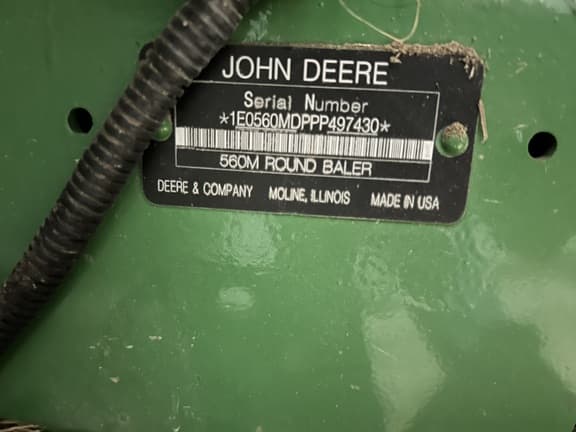 JOHN DEERE
Serial Number
*1E0560MDPPP497430*
560M ROUND BALER
DEERE & COMPANY MOLINE, ILLINOIS MADE IN USA